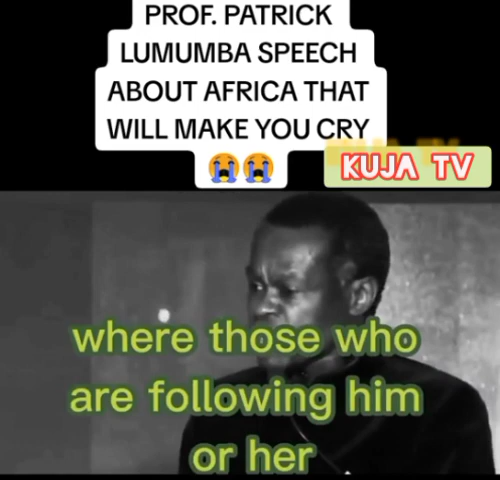 PROF. PATRICK
LUMUMBA SPEECH
ABOUT AFRICA THAT
WILL MAKE YOU CRY
😭😭
KUJA TV
where those who
are following him
or her